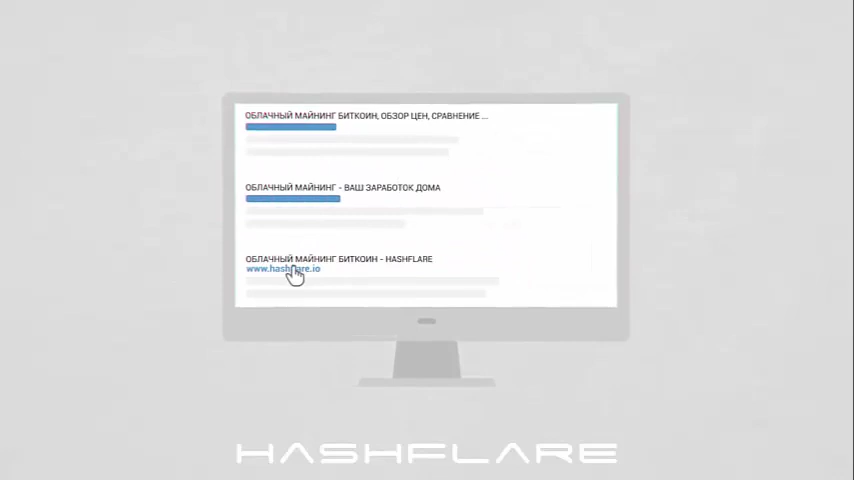 ОБЛАЧНЫЙ МАЙНИНГ БИТКОИН, ОБЗОР ЦЕН, СРАВНЕНИЕ ...
ОБЛАЧНЫЙ МАЙНИНГ - ВАШ ЗАРАБОТОК ДОМА
ОБЛАЧНЫЙ МАЙНИНГ БИТКОИН - HASHFLARE
www.hashflare.io
HASHFLARE